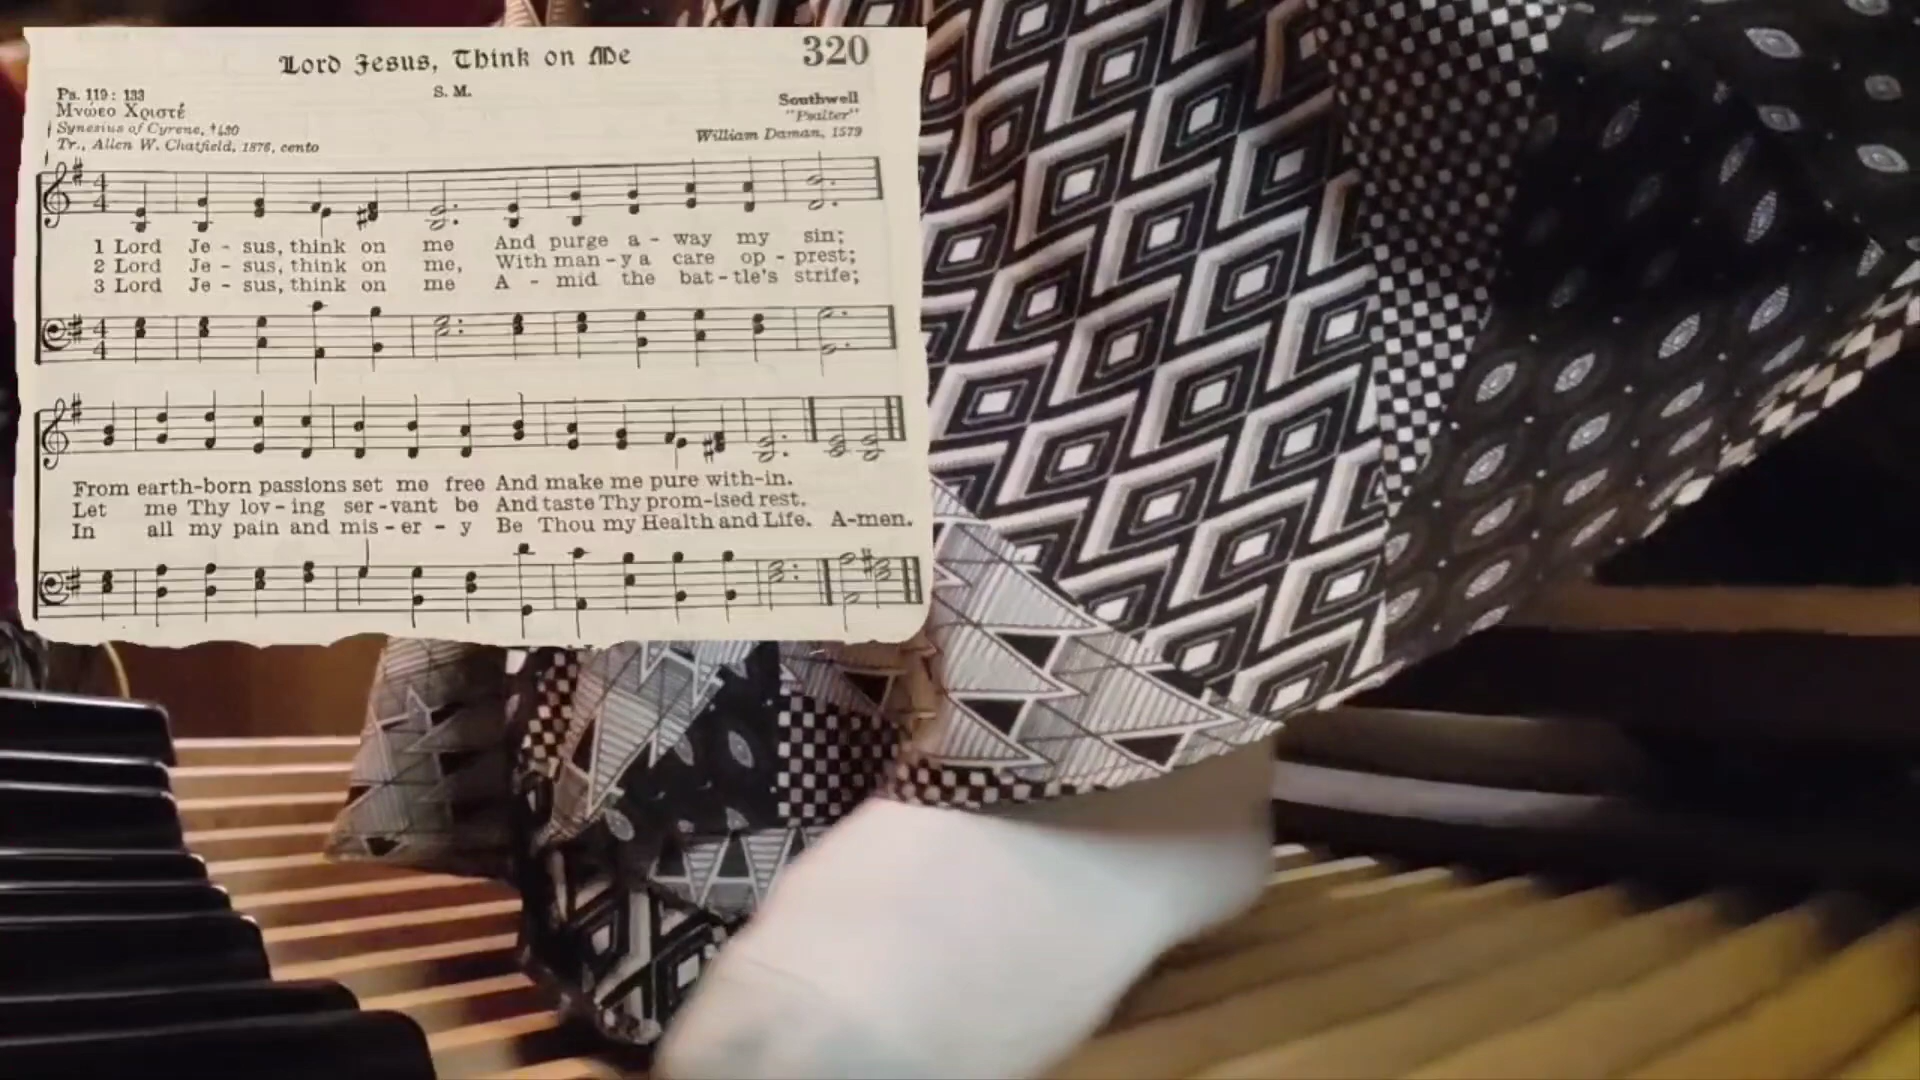 Lord Jesus, Think on Me
320
Ps. 119: 133
S. M.
Μνώεο Χριστέ
Southwell
Synesius of Cyrene, †430
"Psalter"
Tr., Allen W. Chatfield, 1876, cento
William Daman, 1579
1 Lord Je - sus, think on me And purge a - way my sin;
2 Lord Je - sus, think on me, With man - y a care op - prest;
3 Lord Je - sus, think on me A - mid the bat - tle's strife;
From earth-born passions set me free And make me pure with-in.
Let me Thy lov - ing ser - vant be And taste Thy prom-ised rest.
In all my pain and mis - er - y Be Thou my Health and Life. A-men.